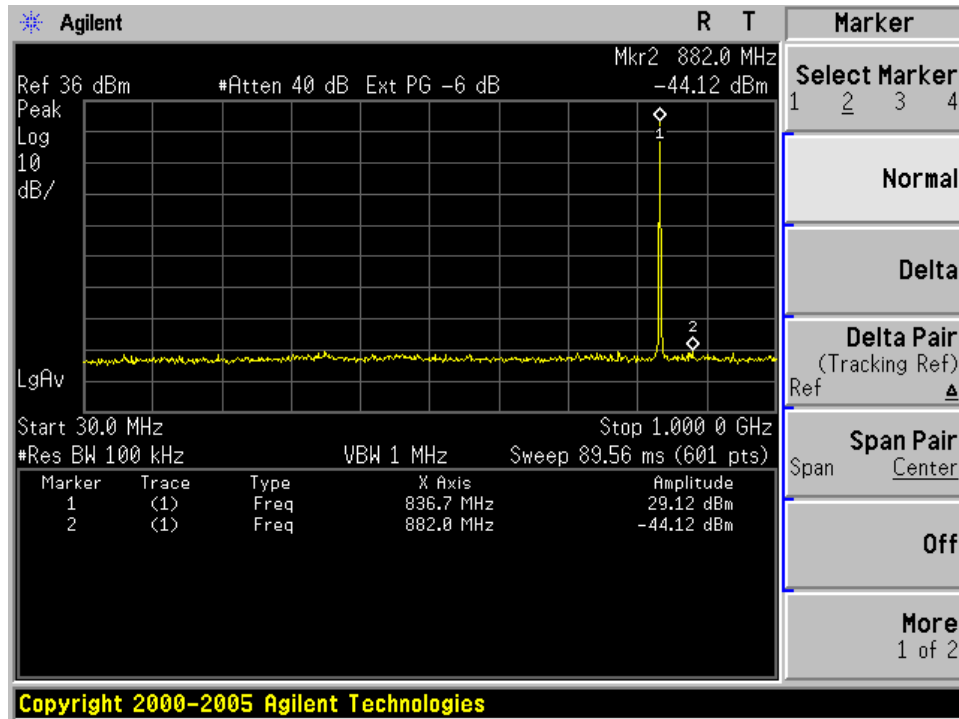 Agilent R T
Mkr2 882.0 MHz
Ref 36 dBm #Atten 40 dB Ext PG -6 dB -44.12 dBm
Peak
Log
10
dB/
1
2
LgAv
Start 30.0 MHz Stop 1.000 0 GHz
#Res BW 100 kHz VBW 1 MHz Sweep 89.56 ms (601 pts)
Marker Trace Type X Axis Amplitude
1 (1) Freq 836.7 MHz 29.12 dBm
2 (1) Freq 882.0 MHz -44.12 dBm
Marker
Select Marker
1 2 3 4
Normal
Delta
Delta Pair
(Tracking Ref)
Ref Δ
Span Pair
Span Center
Off
More
1 of 2
Copyright 2000-2005 Agilent Technologies